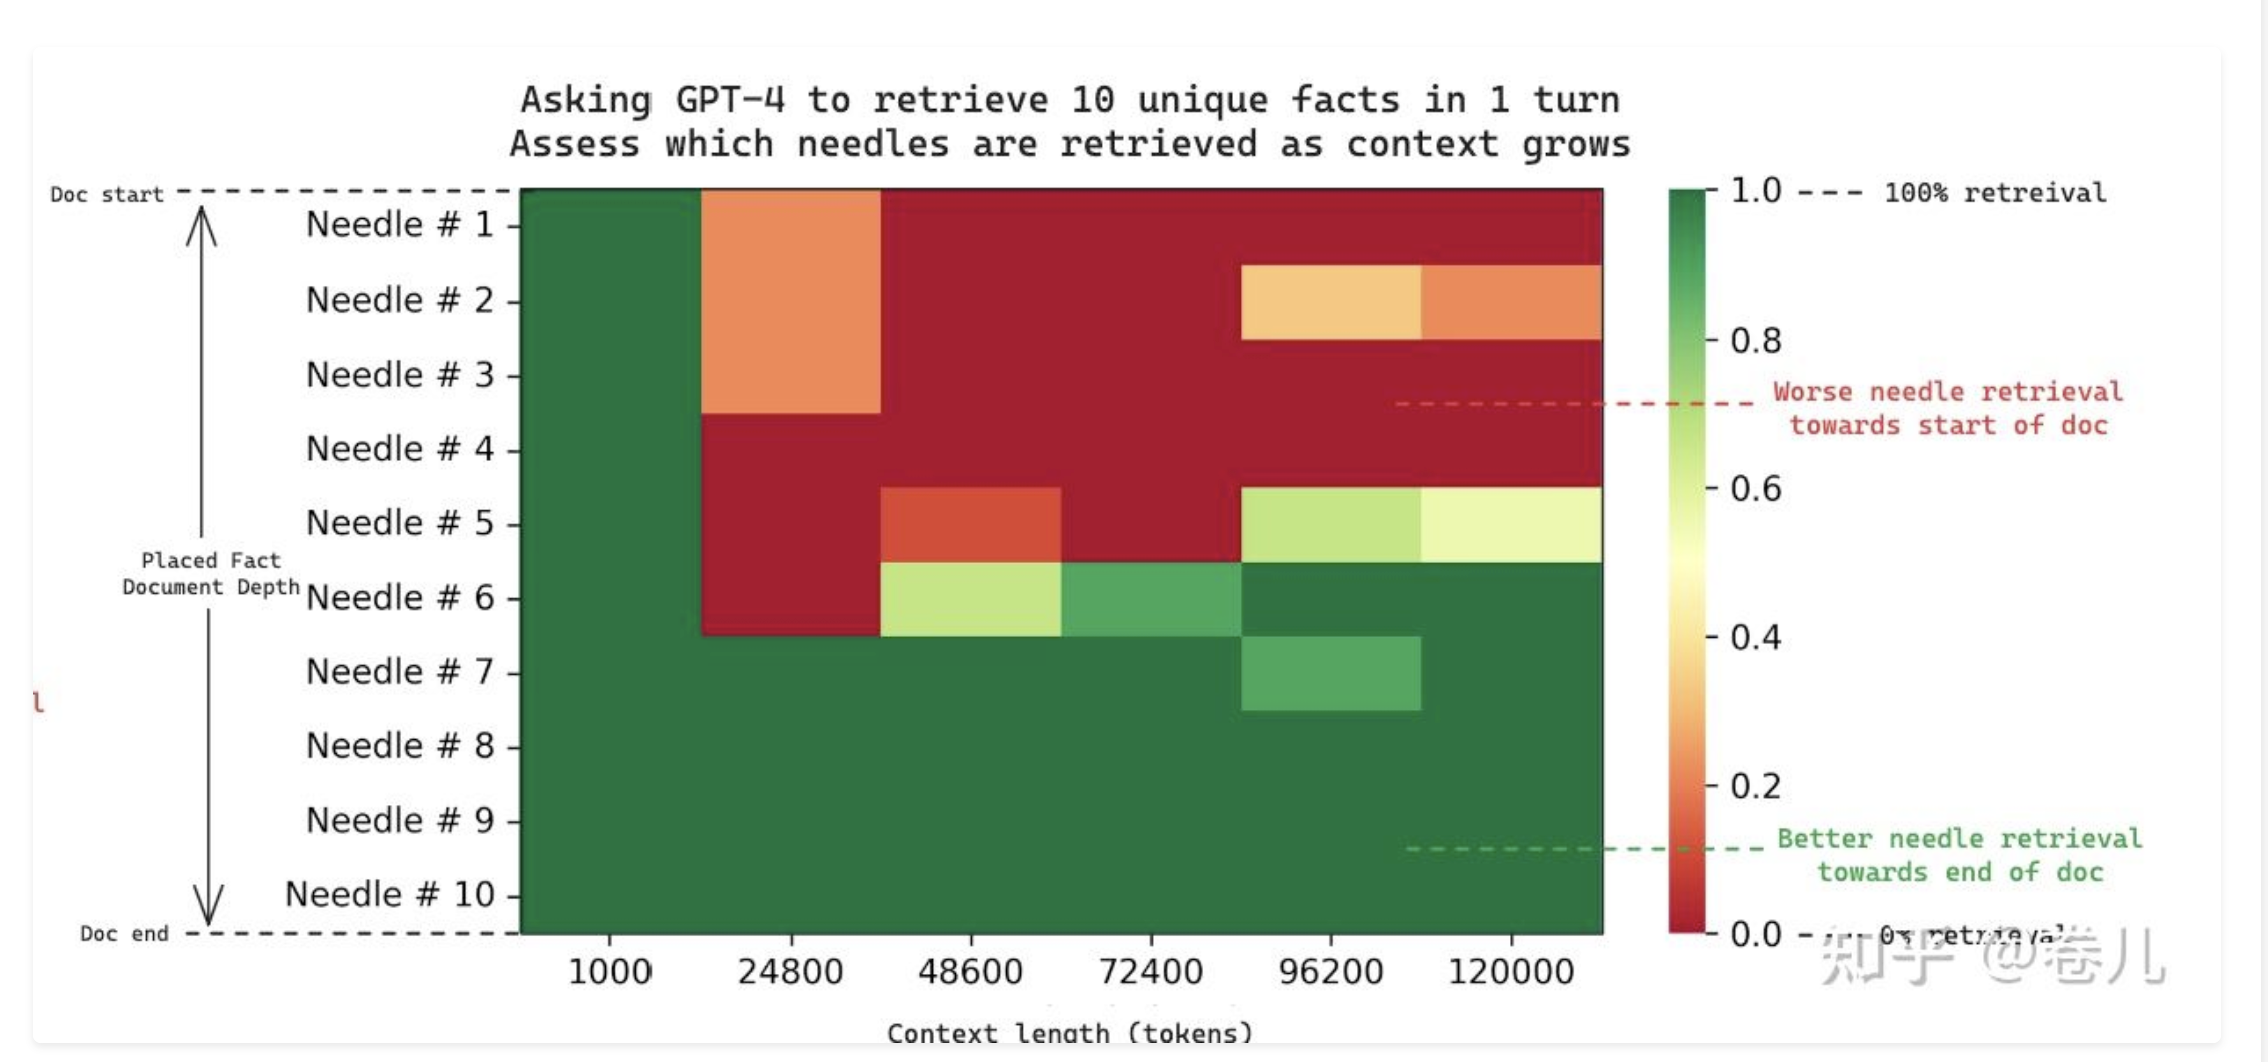 Asking GPT-4 to retrieve 10 unique facts in 1 turn
Assess which needles are retrieved as context grows
Doc start
Needle # 1
Needle # 2
Needle # 3
Needle # 4
Needle # 5
Placed Fact
Document Depth
Needle # 6
Needle # 7
l
Needle # 8
Needle # 9
Needle # 10
Doc end
1000 24800 48600 72400 96200 120000
Context length (tokens)
1.0 --- 100% retreival
0.8
Worse needle retrieval
towards start of doc
0.6
0.4
0.2
Better needle retrieval
towards end of doc
0.0 --- 0% retrieval
知乎 @卷儿